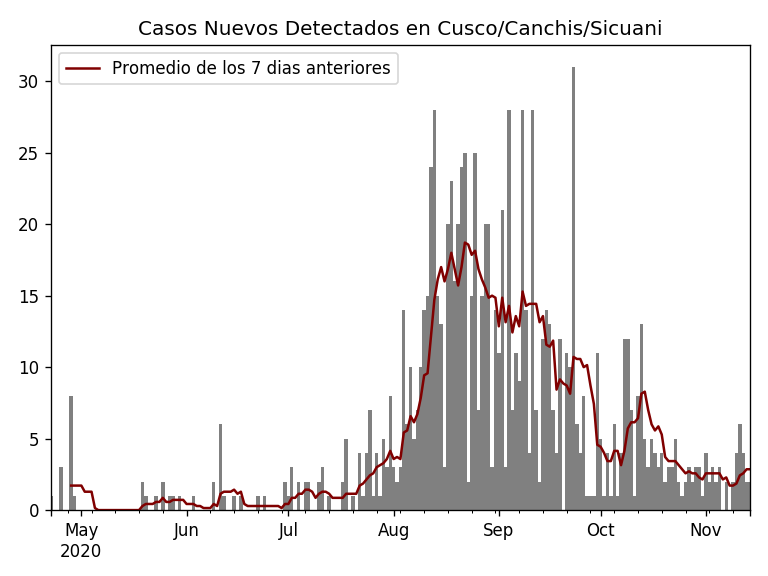 Casos Nuevos Detectados en Cusco/Canchis/Sicuani
Promedio de los 7 dias anteriores
30
25
20
15
10
5
0
May Jun Jul Aug Sep Oct Nov
2020